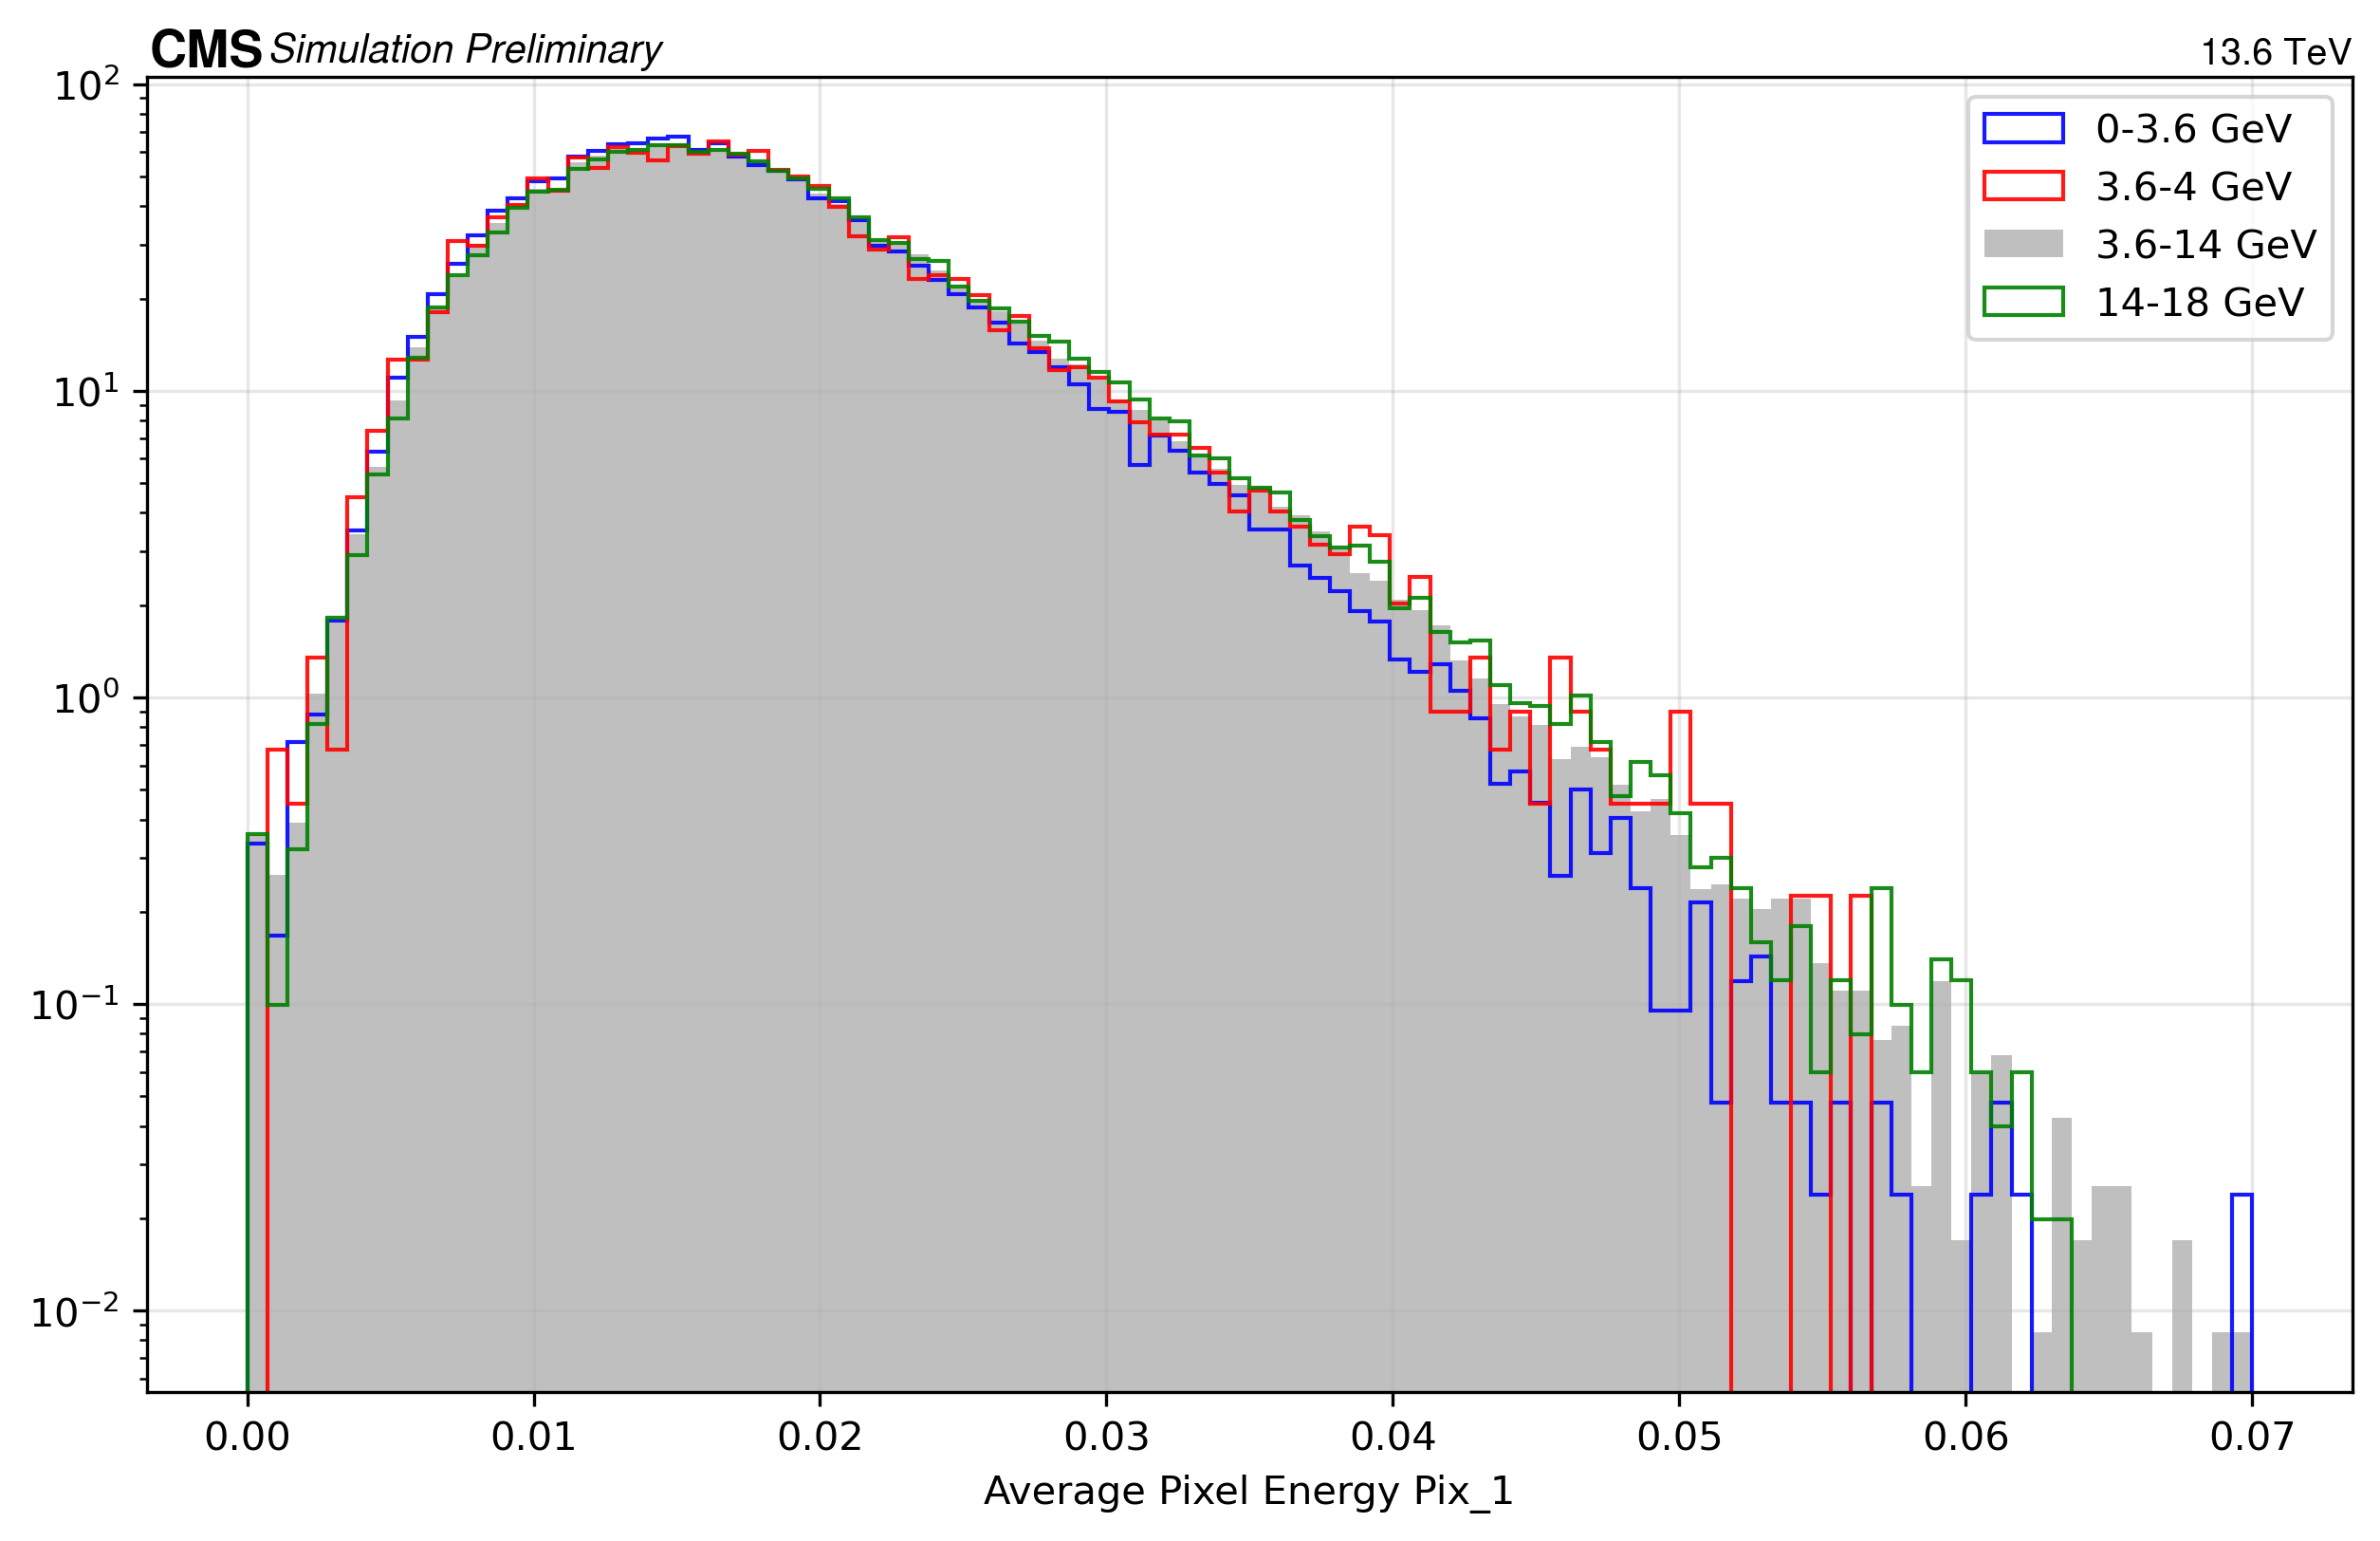 CMS Simulation Preliminary 13.6 TeV
0-3.6 GeV
3.6-4 GeV
3.6-14 GeV
14-18 GeV
10²
10¹
10⁰
10⁻¹
10⁻²
0.00 0.01 0.02 0.03 0.04 0.05 0.06 0.07
Average Pixel Energy Pix_1